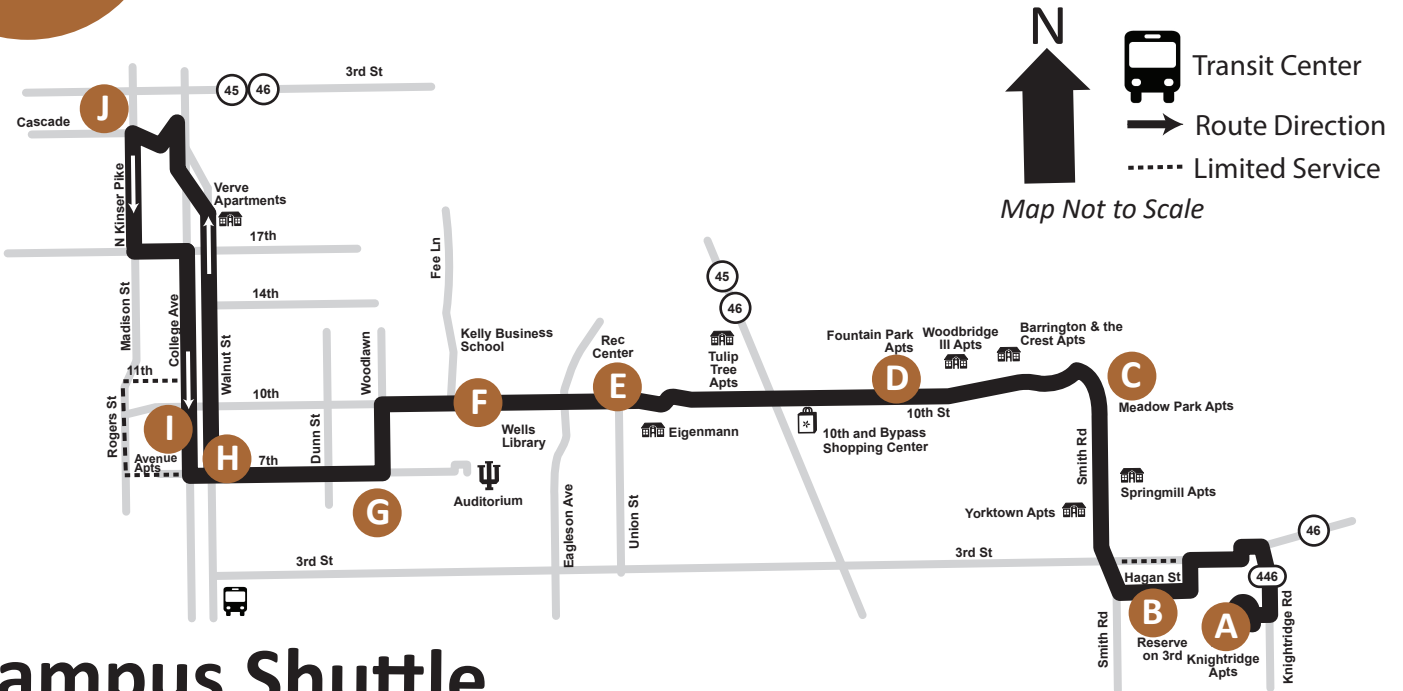 N
Transit Center
Route Direction
Limited Service
Map Not to Scale
3rd St
45
46
J
Cascade
N Kinser Pike
Verve
Apartments
17th
Fee Ln
14th
Madison St
College Ave
Walnut St
Woodlawn
Kelly Business
School
Rec
Center
45
46
Tulip
Tree
Apts
Fountain Park
Apts
Woodbridge
III Apts
Barrington & the
Crest Apts
11th
10th
Rogers St
Dunn St
F
E
D
C
10th St
Meadow Park Apts
Wells
Library
Eigenmann
10th and Bypass
Shopping Center
I
Avenue
Apts
H
7th
G
Auditorium
Eagleson Ave
Union St
Smith Rd
Springmill Apts
Yorktown Apts
3rd St
3rd St
46
Hagan St
446
Knightridge Rd
Smith Rd
B
Reserve
on 3rd
A
Knightridge
Apts
ampus Shuttle